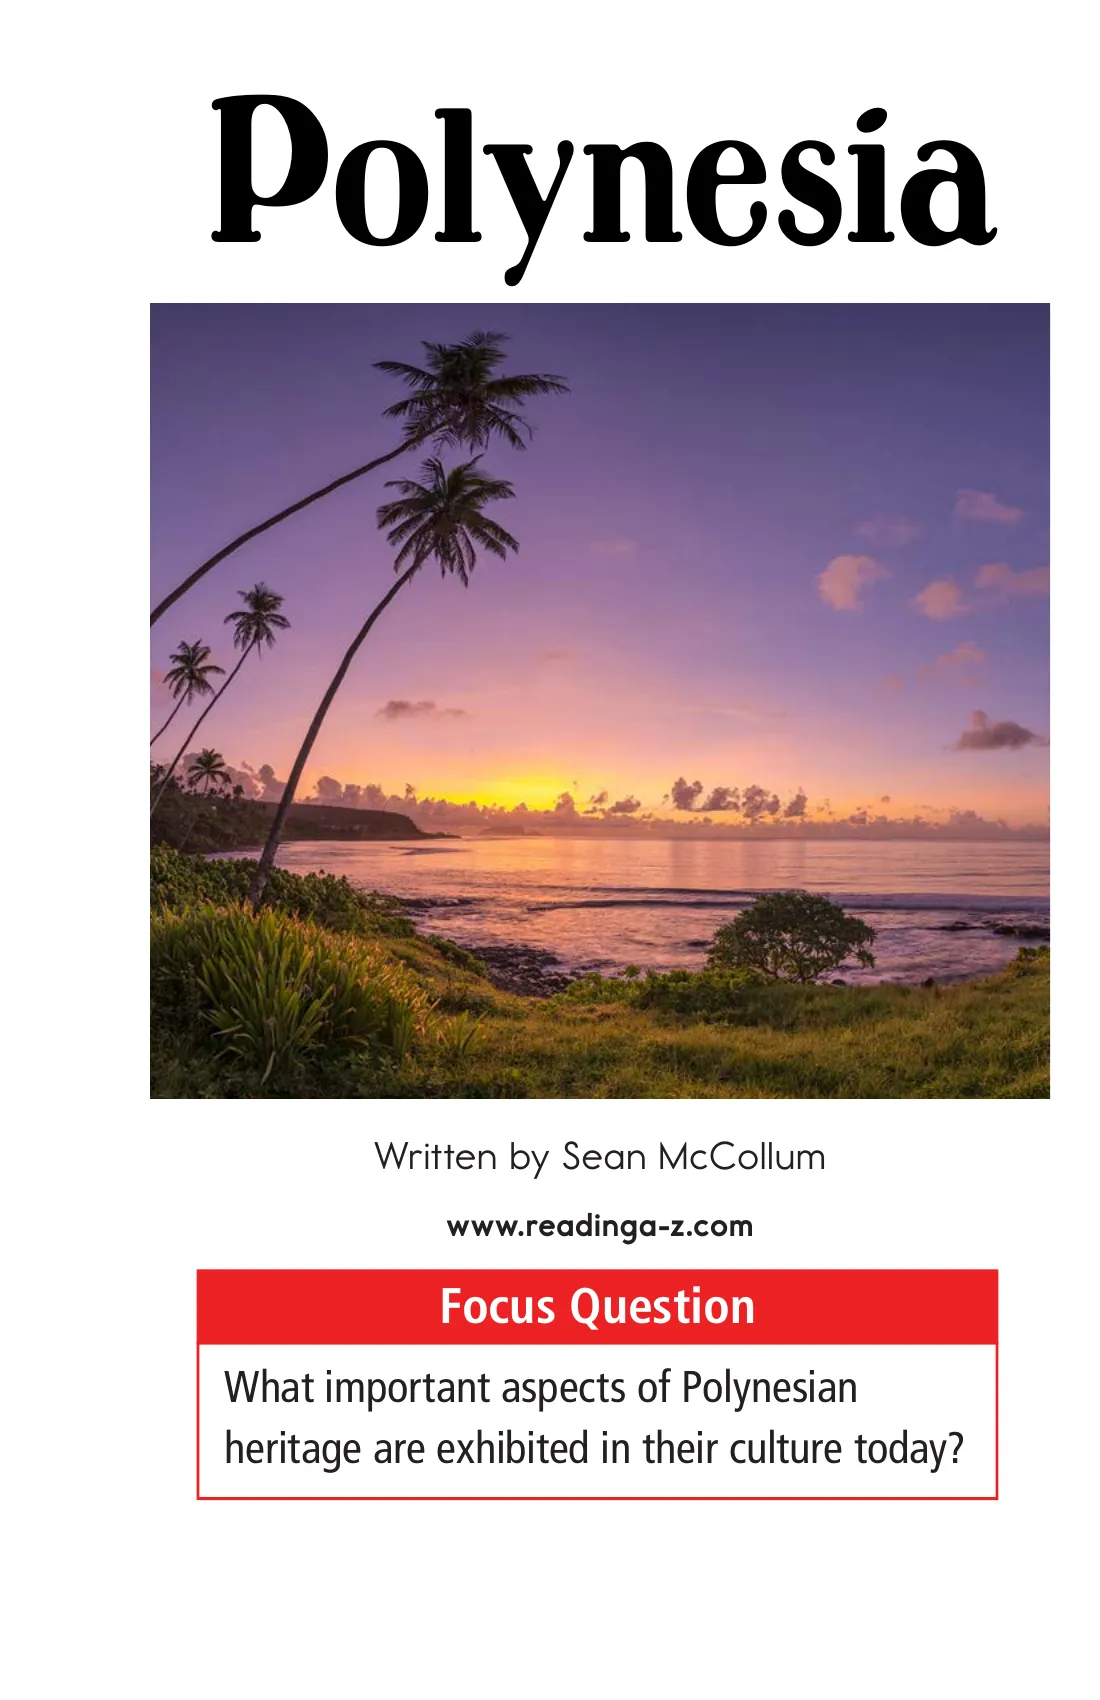 Polynesia
Written by Sean McCollum
www.readinga-z.com
Focus Question
What important aspects of Polynesian
heritage are exhibited in their culture today?